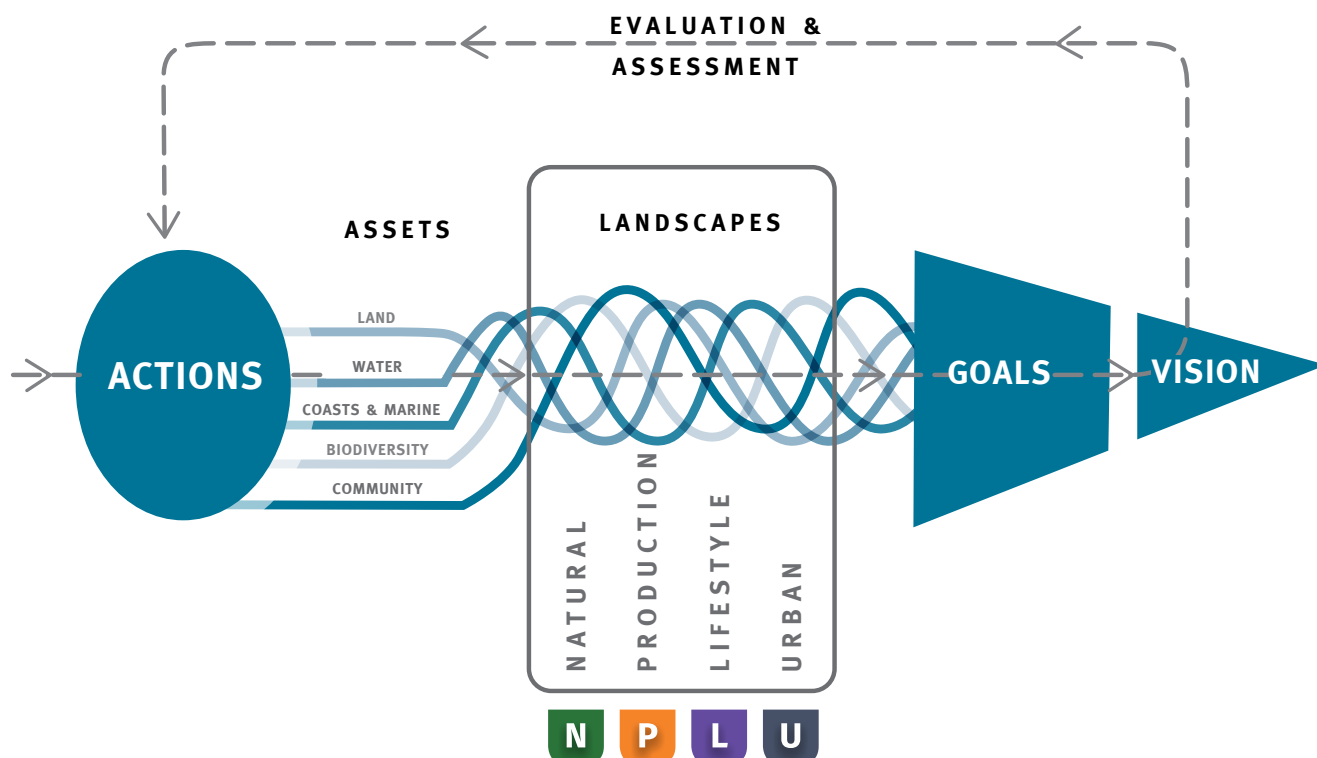 EVALUATION &
ASSESSMENT
ASSETS
LANDSCAPES
LAND
WATER
COASTS & MARINE
BIODIVERSITY
COMMUNITY
ACTIONS
GOALS
VISION
NATURAL
PRODUCTION
LIFESTYLE
URBAN
N
P
L
U